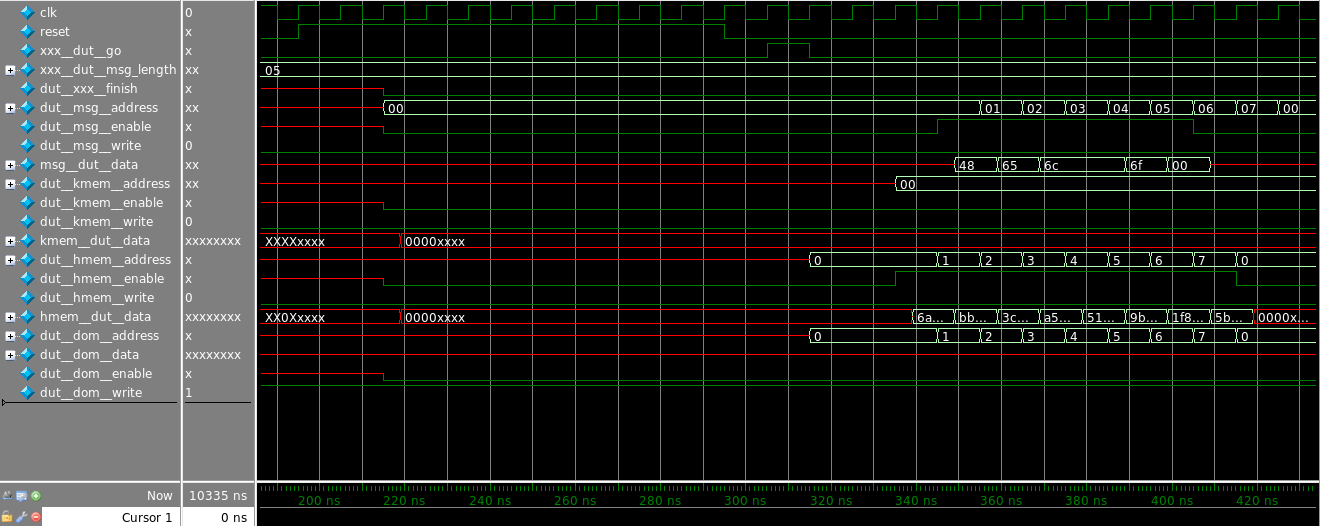 clk 0
reset x
xxx__dut__go x
xxx__dut__msg_length xx 05
dut__xxx__finish x
dut__msg__address xx 00 01 02 03 04 05 06 07 00
dut__msg__enable x
dut__msg__write 0
msg__dut__data xx 48 65 6c 6f 00
dut__kmem__address xx 00
dut__kmem__enable x
dut__kmem__write 0
kmem__dut__data xxxxxxxx XXXXxxxx 0000xxxx
dut__hmem__address x 0 1 2 3 4 5 6 7 0
dut__hmem__enable x
dut__hmem__write 0
hmem__dut__data xxxxxxxx XX0Xxxxx 0000xxxx 6a... bb... 3c... a5... 51... 9b... 1f8... 5b... 0000x...
dut__dom__address x 0 1 2 3 4 5 6 7 0
dut__dom__data xxxxxxxx
dut__dom__enable x
dut__dom__write 1
Now 10335 ns 200 ns 220 ns 240 ns 260 ns 280 ns 300 ns 320 ns 340 ns 360 ns 380 ns 400 ns 420 ns
Cursor 1 0 ns